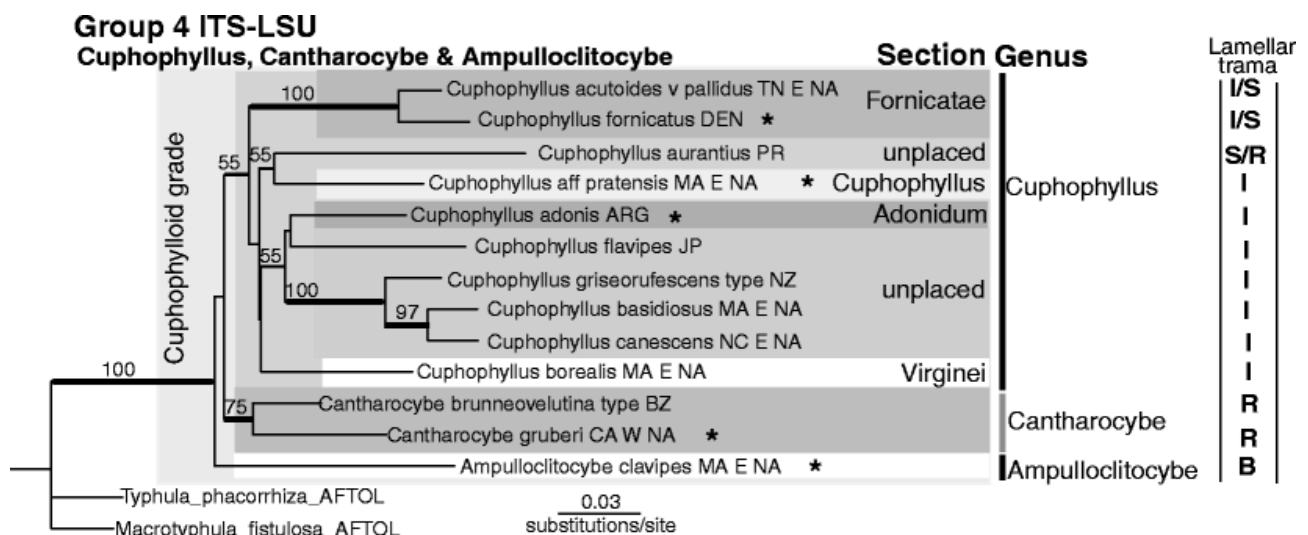 Group 4 ITS-LSU
Cuphophyllus, Cantharocybe & Ampulloclitocybe
Section Genus
Lamellar
trama
Cuphophylloid grade
100
Cuphophyllus acutoides v pallidus TN E NA
Fornicatae
I/S
Cuphophyllus fornicatus DEN *
I/S
55
55
Cuphophyllus aurantius PR
unplaced
S/R
Cuphophyllus aff pratensis MA E NA *
Cuphophyllus
Cuphophyllus
I
Cuphophyllus adonis ARG *
Adonidum
I
55
Cuphophyllus flavipes JP
I
100
Cuphophyllus griseorufescens type NZ
unplaced
I
97
Cuphophyllus basidiosus MA E NA
I
Cuphophyllus canescens NC E NA
I
Cuphophyllus borealis MA E NA
Virginei
I
100
75
Cantharocybe brunneovelutina type BZ
R
Cantharocybe
Cantharocybe gruberi CA W NA *
R
Ampulloclitocybe clavipes MA E NA *
Ampulloclitocybe
B
Typhula_phacorrhiza_AFTOL
Macrotyphula_fistulosa_AFTOL
0.03
substitutions/site